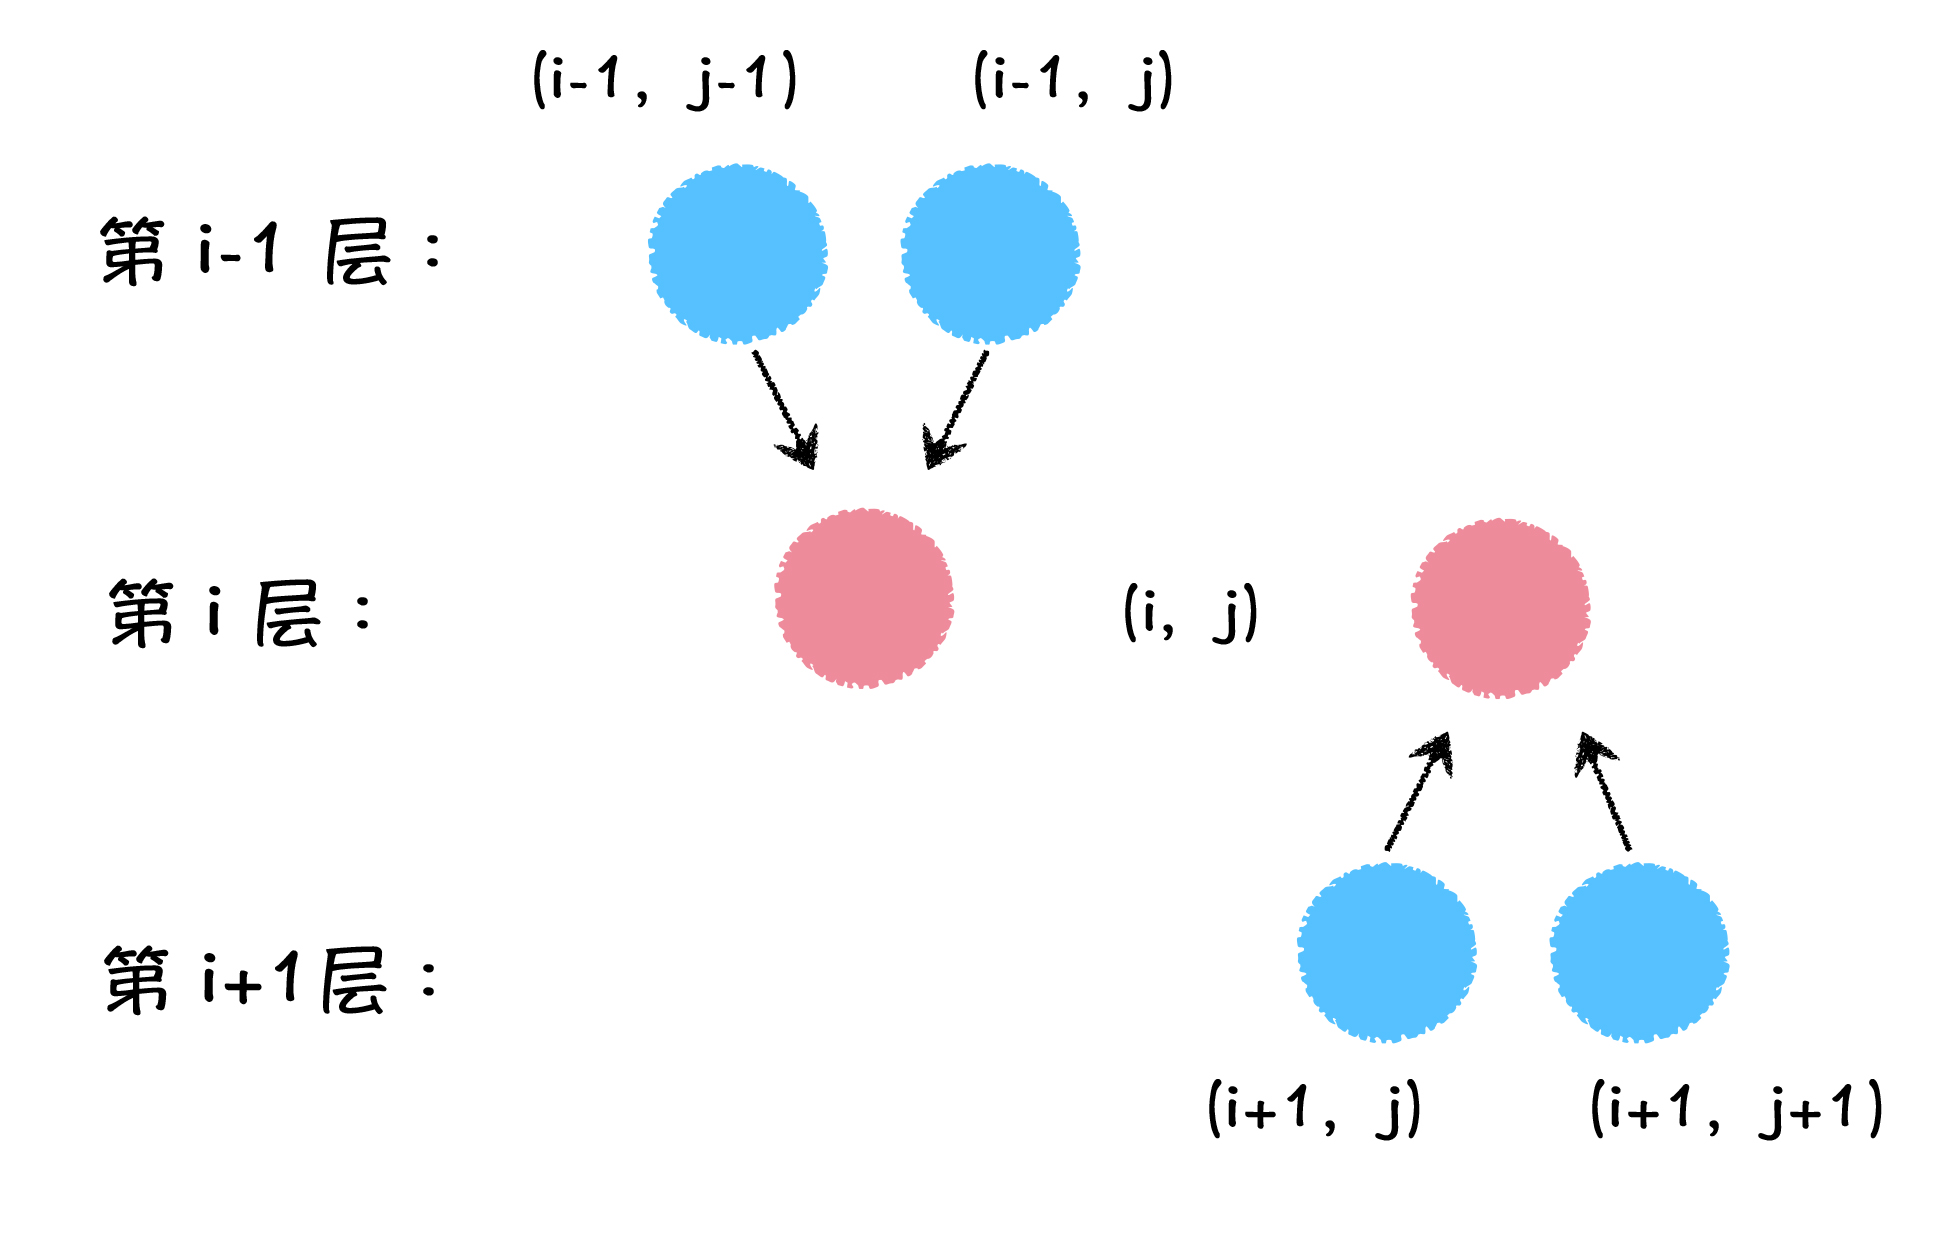 (i-1, j-1) (i-1, j)
第 i-1 层：
第 i 层： (i, j)
第 i+1层：
(i+1, j) (i+1, j+1)